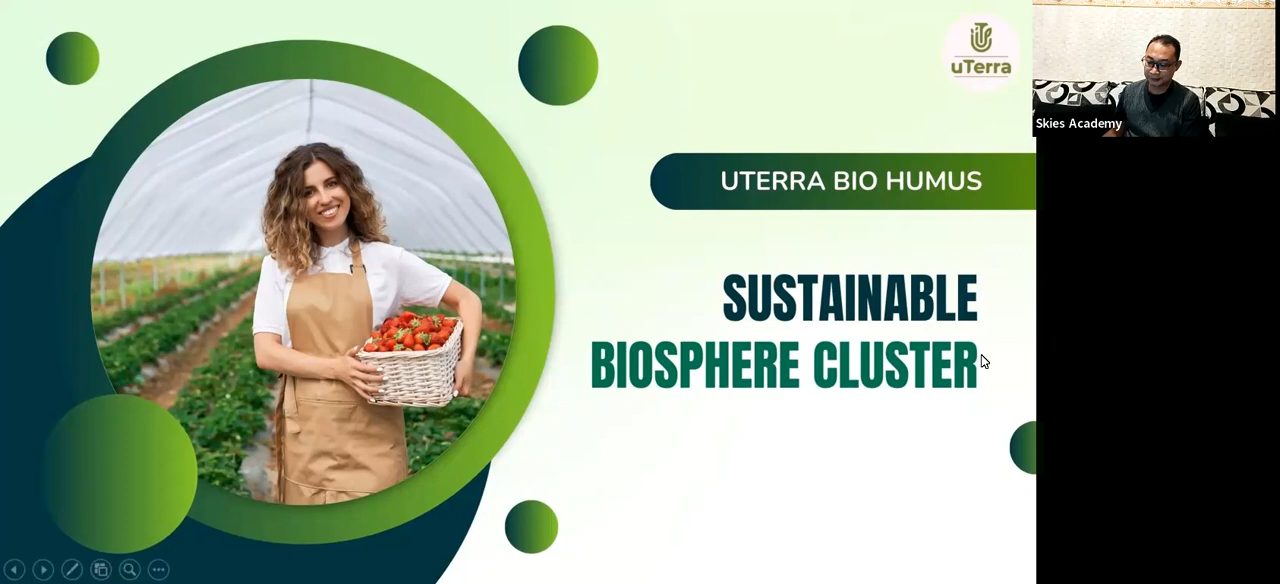 uTerra
Skies Academy
UTERRA BIO HUMUS
SUSTAINABLE
BIOSPHERE CLUSTER